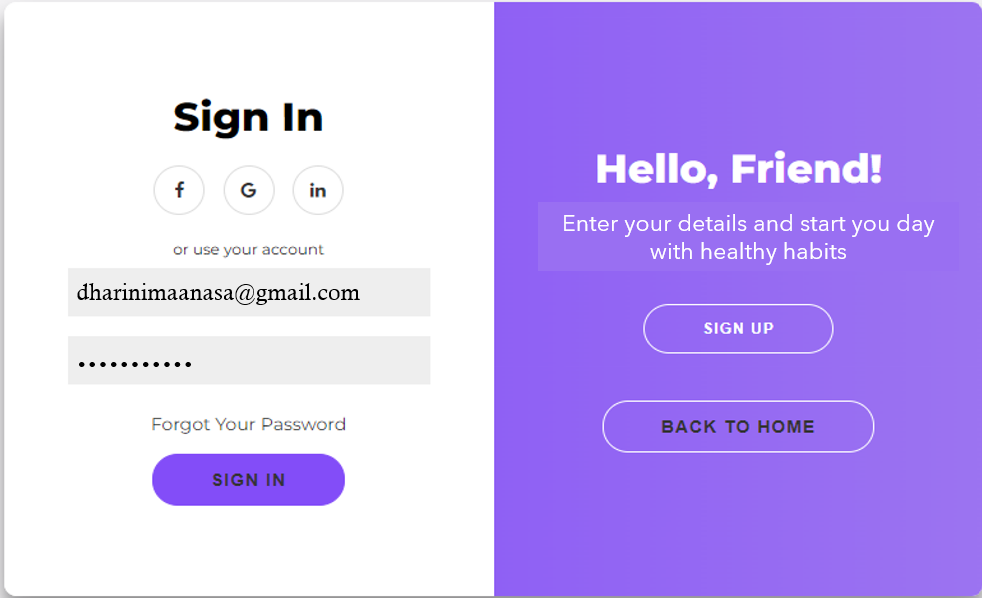 Sign In
f G in
or use your account
dharinimaanasa@gmail.com
•••••••••••
Forgot Your Password
SIGN IN
Hello, Friend!
Enter your details and start you day
with healthy habits
SIGN UP
BACK TO HOME